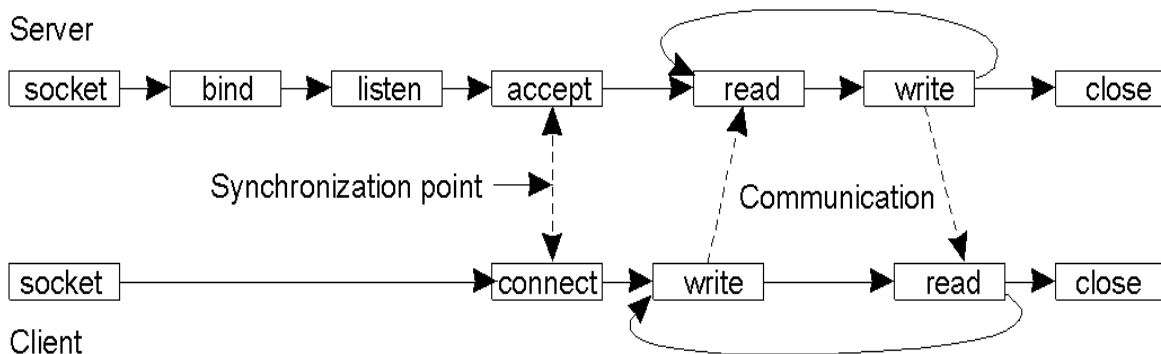 Server
socket bind listen accept read write close
Synchronization point Communication
socket connect write read close
Client